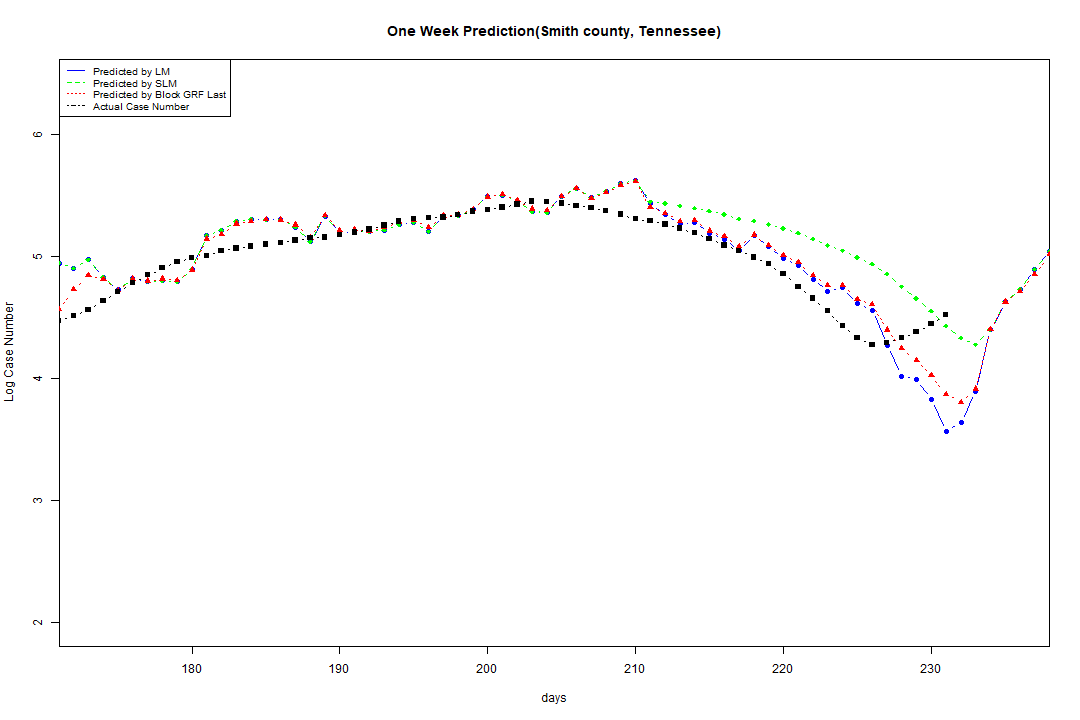 One Week Prediction(Smith county, Tennessee)
Predicted by LM
Predicted by SLM
Predicted by Block GRF Last
Actual Case Number
6
5
4
3
2
Log Case Number
180 190 200 210 220 230
days